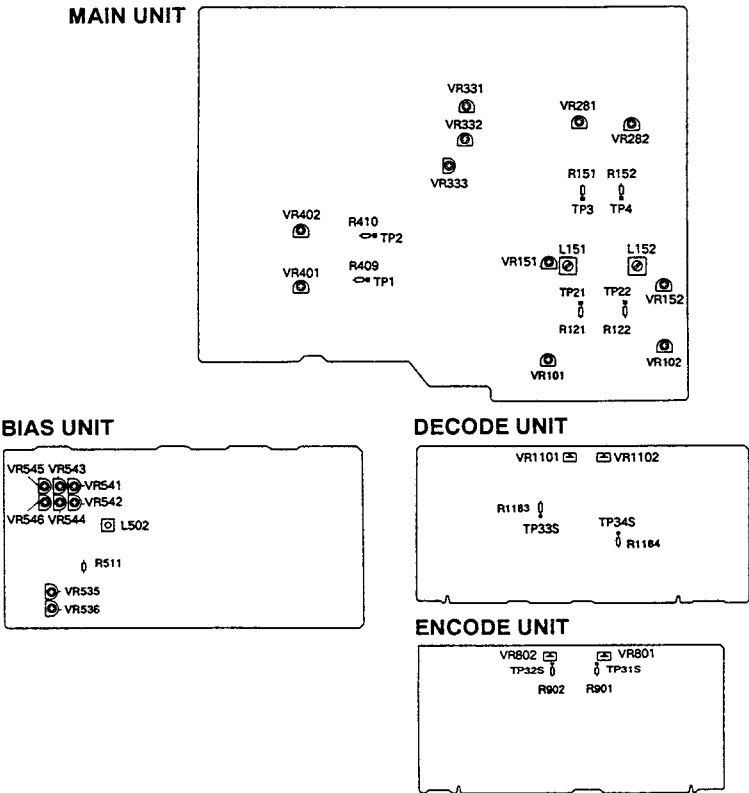 MAIN UNIT
VR331
VR281
VR332
VR282
VR333
R151 R152
TP3 TP4
VR402
R410
TP2
VR151
L151
L152
VR401
R409
TP1
TP21 TP22
VR152
R121 R122
VR101
VR102
BIAS UNIT
VR545 VR543
VR541
VR542
VR546 VR544
L502
R511
VR535
VR536
DECODE UNIT
VR1101 VR1102
R1183
TP33S
TP34S
R1184
ENCODE UNIT
VR802 VR801
TP32S TP31S
R902 R901